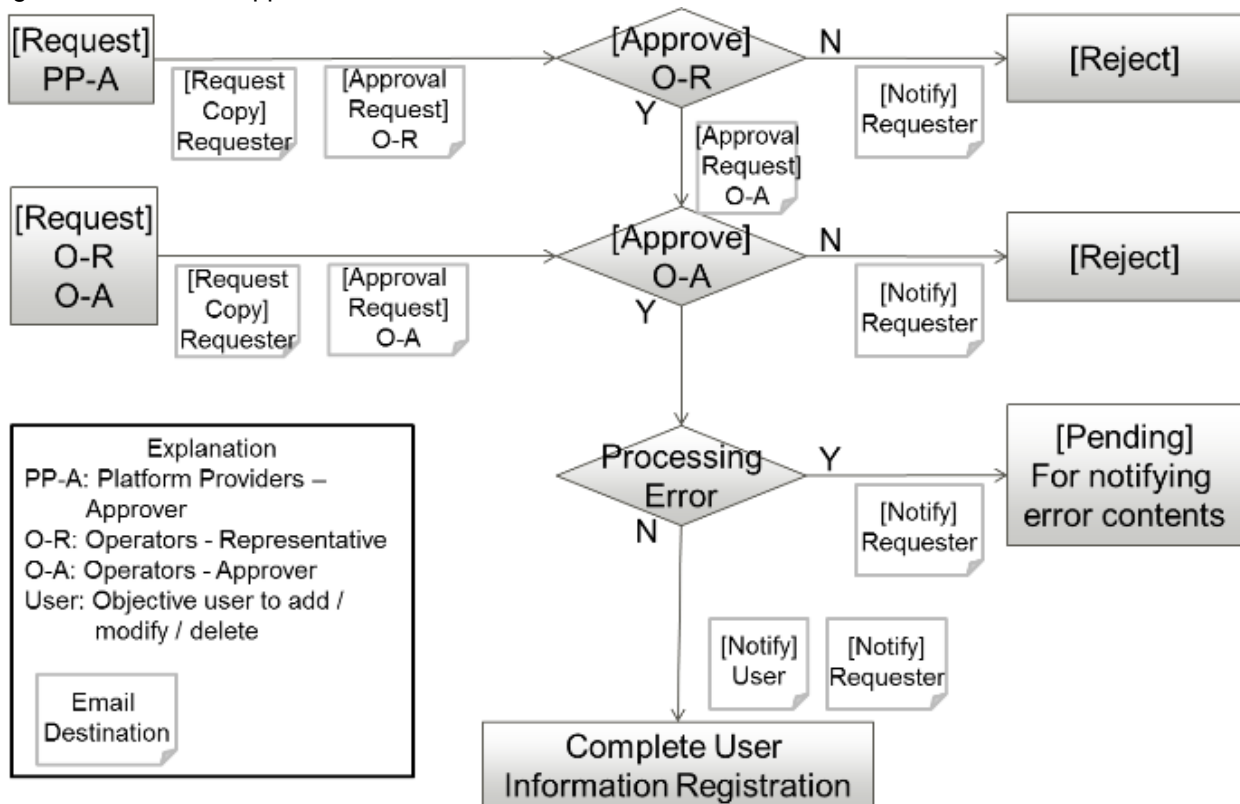 [Request]
PP-A
[Request
Copy]
Requester
[Approval
Request]
O-R
[Approve]
O-R
N
[Notify]
Requester
[Reject]
Y
[Approval
Request]
O-A
[Request]
O-R
O-A
[Request
Copy]
Requester
[Approval
Request]
O-A
[Approve]
O-A
N
[Notify]
Requester
[Reject]
Y
Processing
Error
Y
[Notify]
Requester
[Pending]
For notifying
error contents
N
[Notify]
User
[Notify]
Requester
Complete User
Information Registration
Explanation
PP-A: Platform Providers –
Approver
O-R: Operators - Representative
O-A: Operators - Approver
User: Objective user to add /
modify / delete
Email
Destination